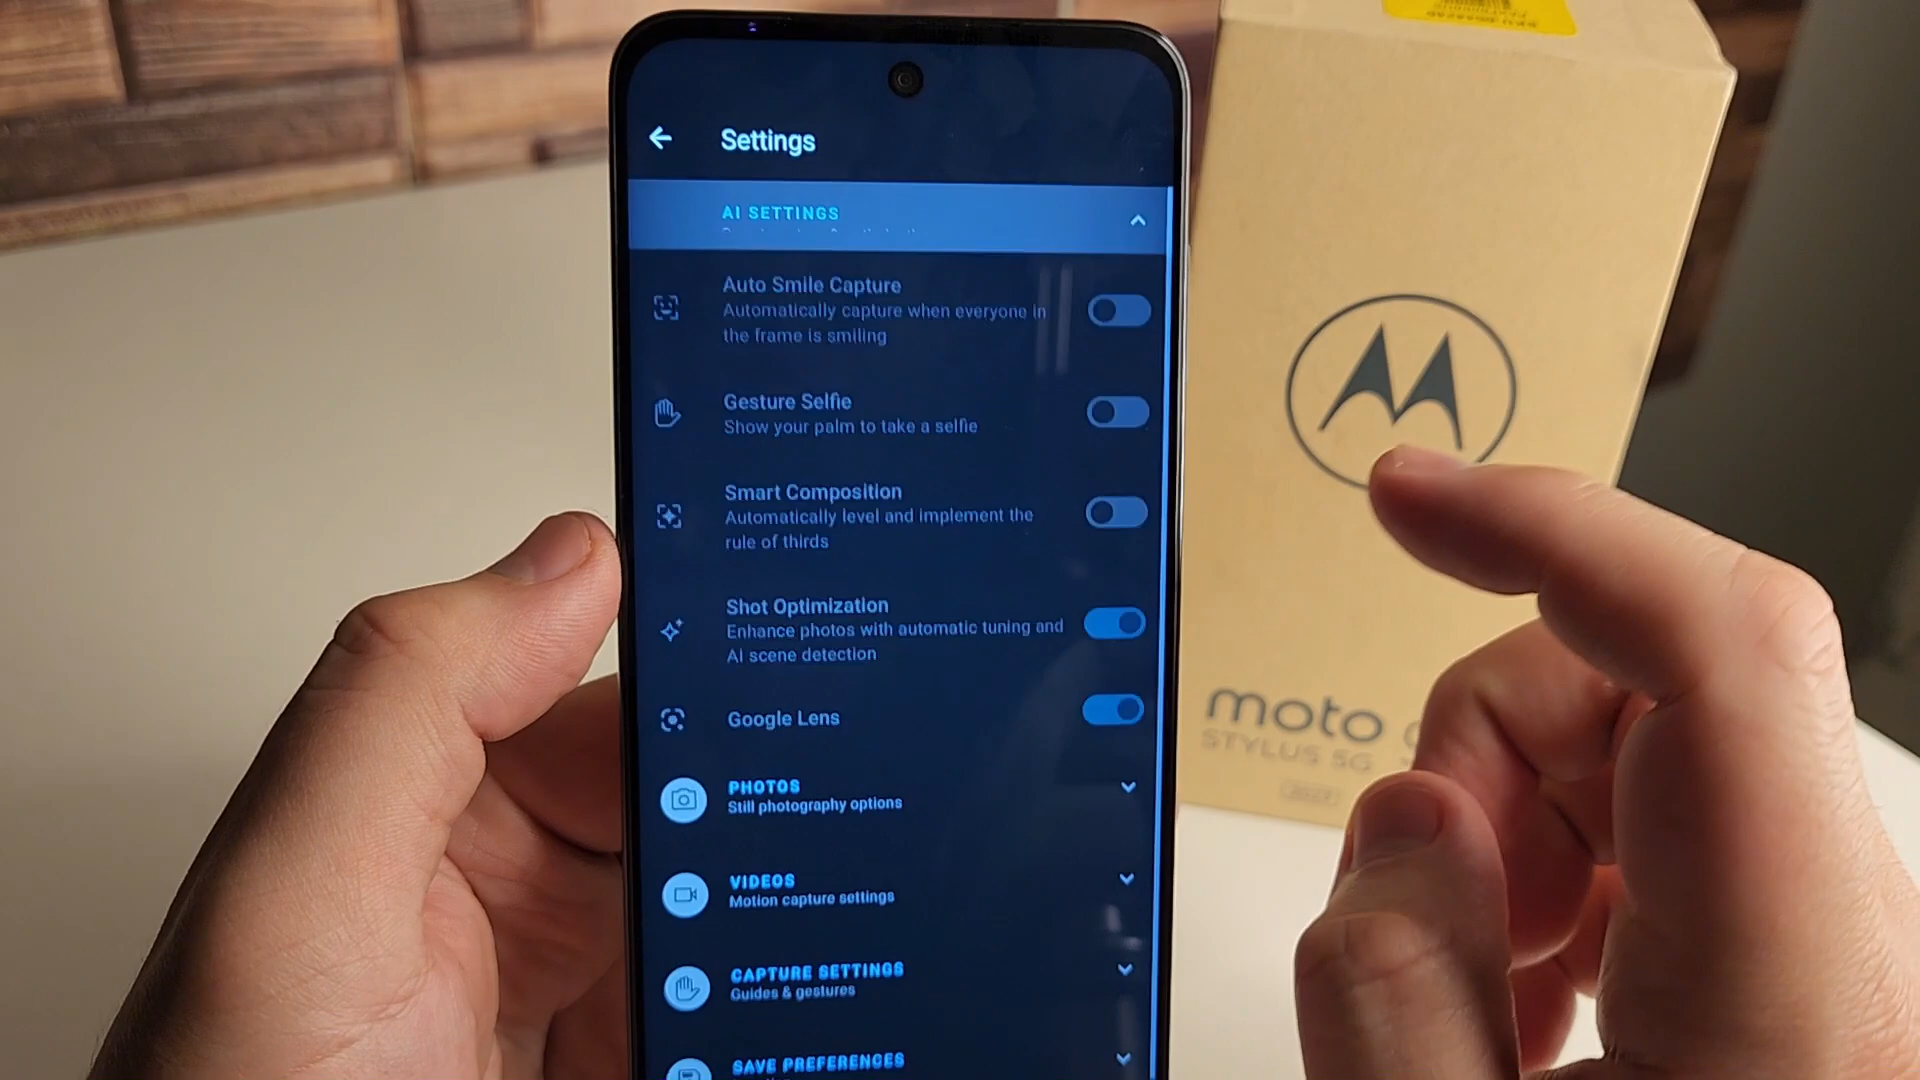 Settings
AI SETTINGS
Auto Smile Capture
Automatically capture when everyone in
the frame is smiling
Gesture Selfie
Show your palm to take a selfie
Smart Composition
Automatically level and implement the
rule of thirds
Shot Optimization
Enhance photos with automatic tuning and
AI scene detection
Google Lens
PHOTOS
Still photography options
VIDEOS
Motion capture settings
CAPTURE SETTINGS
Guides & gestures
SAVE PREFERENCES
moto
STYLUS 5G